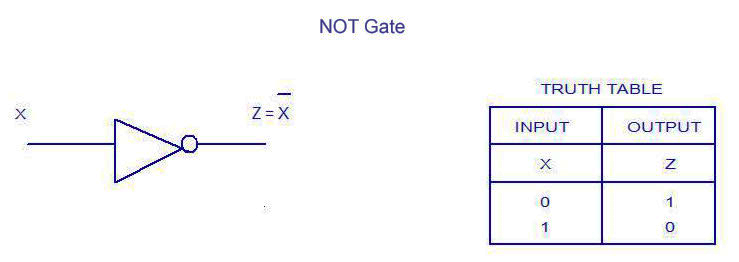 NOT Gate
X
Z = X̅
TRUTH TABLE
INPUT OUTPUT
X Z
0 1
1 0